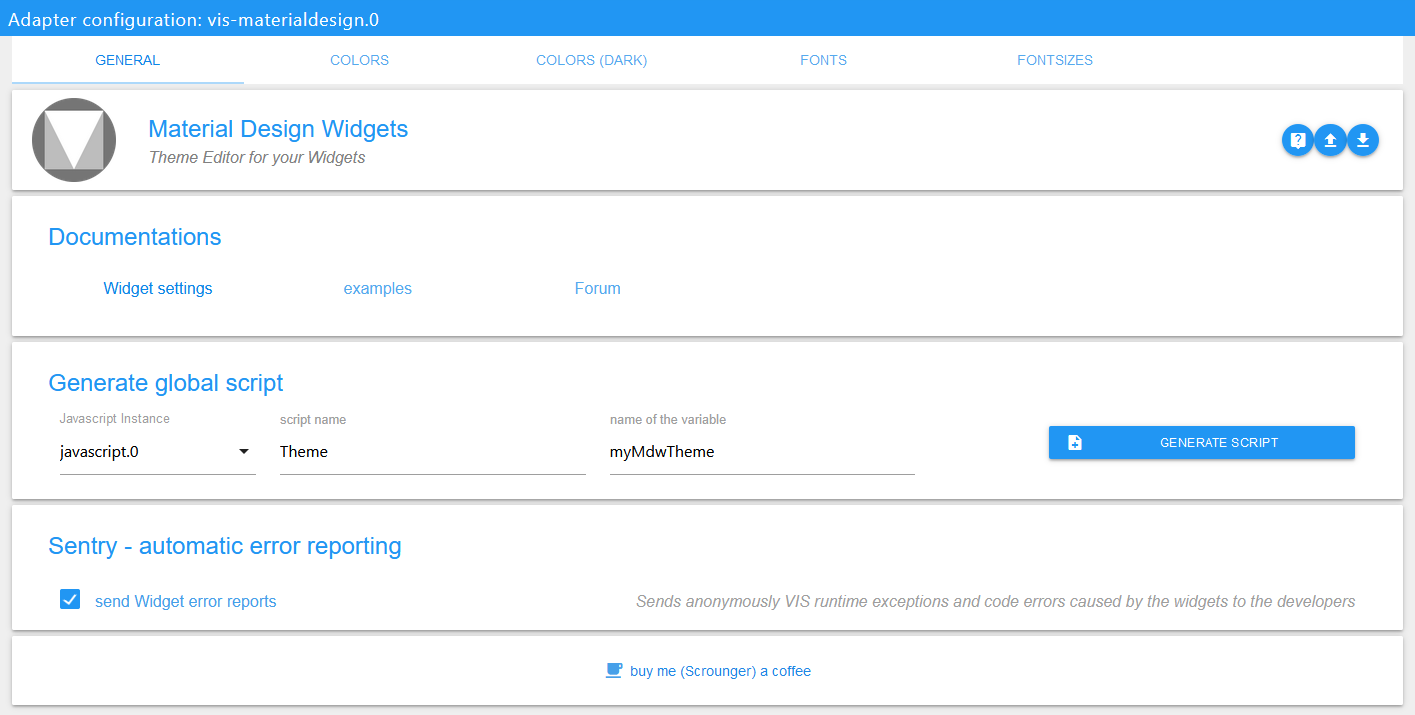 Adapter configuration: vis-materialdesign.0
GENERAL COLORS COLORS (DARK) FONTS FONTSIZES
Material Design Widgets
Theme Editor for your Widgets
Documentations
Widget settings examples Forum
Generate global script
Javascript Instance script name name of the variable
javascript.0 Theme myMdwTheme GENERATE SCRIPT
Sentry - automatic error reporting
send Widget error reports Sends anonymously VIS runtime exceptions and code errors caused by the widgets to the developers
buy me (Scrounger) a coffee